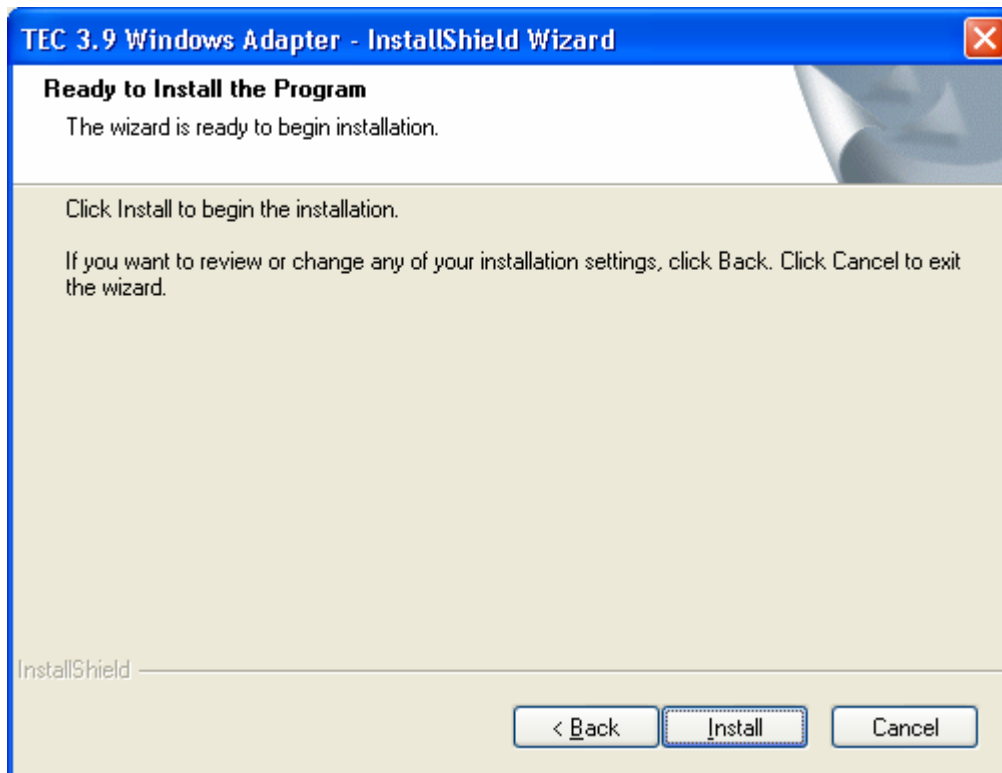 TEC 3.9 Windows Adapter - InstallShield Wizard
Ready to Install the Program
The wizard is ready to begin installation.
Click Install to begin the installation.
If you want to review or change any of your installation settings, click Back. Click Cancel to exit
the wizard.
InstallShield
< Back Install Cancel